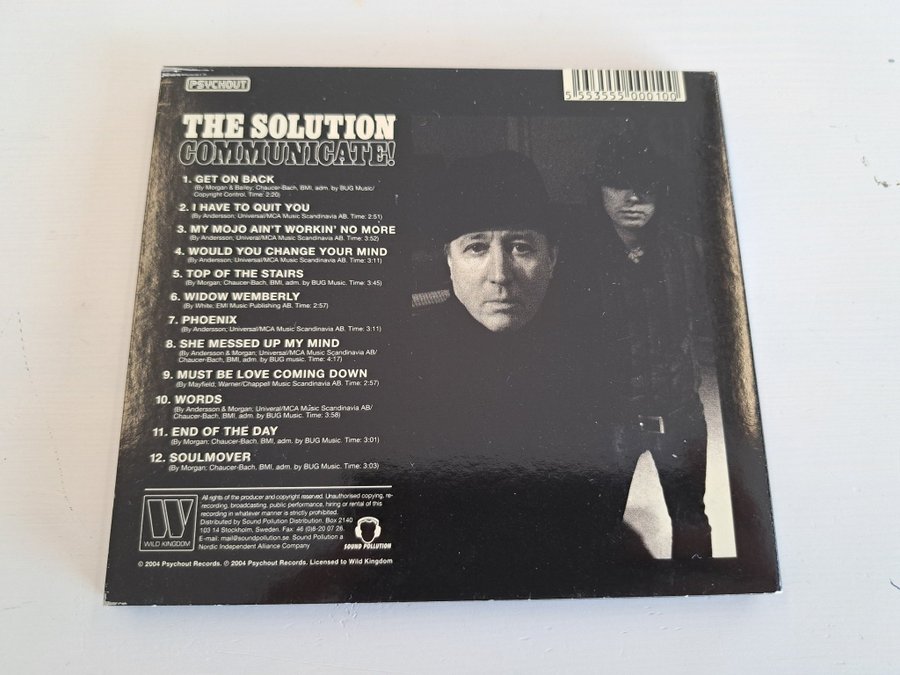 PSYCHOUT
5 553555 000100
THE SOLUTION
COMMUNICATE!
1. GET ON BACK
(By Morgan & Bailey; Chaucer-Bach, BMI, adm. by BUG Music/
Copyright Control. Time: 2:20)
2. I HAVE TO QUIT YOU
(By Andersson; Universal/MCA Music Scandinavia AB. Time: 2:51)
3. MY MOJO AIN'T WORKIN' NO MORE
(By Andersson; Univeral/MCA Music Scandinavia AB. Time: 3:52)
4. WOULD YOU CHANGE YOUR MIND
(By Andersson; Universal/MCA Music Scandinavia AB. Time: 3:11)
5. TOP OF THE STAIRS
(By Morgan; Chaucer-Bach, BMI, adm. by BUG Music. Time: 3:45)
6. WIDOW WEMBERLY
(By White; EMI Music Publishing AB. Time: 2:57)
7. PHOENIX
(By Andersson; Universal/MCA Music Scandinavia AB. Time: 3:11)
8. SHE MESSED UP MY MIND
(By Andersson & Morgan; Universal/MCA Music Scandinavia AB/
Chaucer-Bach, BMI, adm. by BUG music. Time: 4:17)
9. MUST BE LOVE COMING DOWN
(By Mayfield; Warner/Chappell Music Scandinavia AB. Time: 2:57)
10. WORDS
(By Andersson & Morgan; Univeral/MCA Music Scandinavia AB/
Chaucer-Bach, BMI, adm. by BUG Music. Time: 3:58)
11. END OF THE DAY
(By Morgan; Chaucer-Bach, BMI, adm. by BUG Music. Time: 3:01)
12. SOULMOVER
(By Morgan; Chaucer-Bach, BMI, adm. by BUG Music. Time: 3:03)
All rights of the producer and copyright reserved. Unauthorised copying, re-
recording, broadcasting, public performance, hiring or rental of this
recording in whatever manner is strictly prohibited.
Distributed by Sound Pollution Distribution. Box 2140
103 14 Stockholm, Sweden. Fax: 46 (0)8-20 07 26.
E-mail: mail@soundpollution.se. Sound Pollution a
Nordic Independent Alliance Company
WILD KINGDOM
SOUND POLLUTION
© 2004 Psychout Records. ℗ 2004 Psychout Records. Licensed to Wild Kingdom